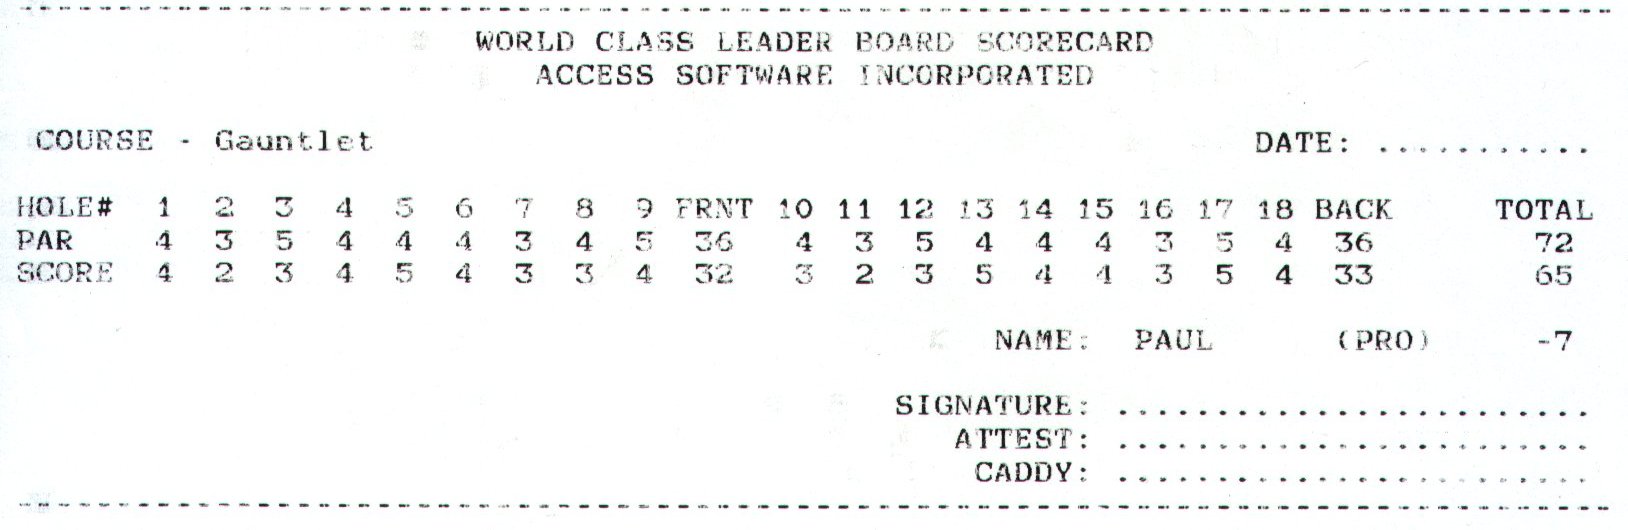 WORLD CLASS LEADER BOARD SCORECARD
ACCESS SOFTWARE INCORPORATED
COURSE - Gauntlet DATE: ...........
HOLE# 1 2 3 4 5 6 7 8 9 FRNT 10 11 12 13 14 15 16 17 18 BACK TOTAL
PAR 4 3 5 4 4 4 3 4 5 36 4 3 5 4 4 4 3 5 4 36 72
SCORE 4 2 3 4 5 4 3 3 4 32 3 2 3 5 4 4 3 5 4 33 65
NAME: PAUL (PRO) -7
SIGNATURE: ........................
ATTEST: ........................
CADDY: ........................